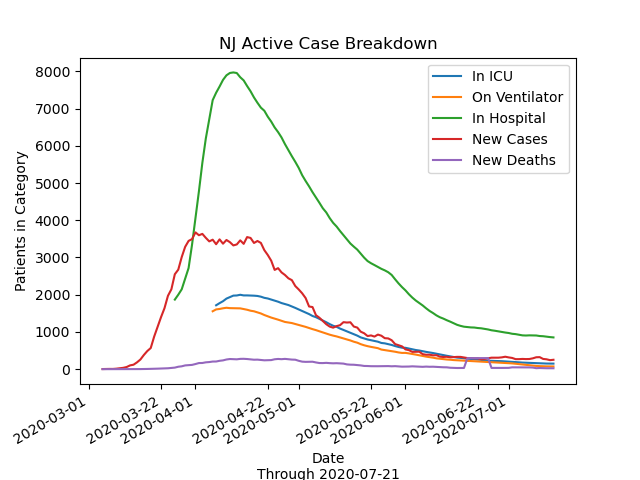 NJ Active Case Breakdown
Patients in Category
8000
7000
6000
5000
4000
3000
2000
1000
0
In ICU
On Ventilator
In Hospital
New Cases
New Deaths
2020-03-01
2020-03-22
2020-04-01
2020-04-22
2020-05-01
2020-05-22
2020-06-01
2020-06-22
2020-07-01
Date
Through 2020-07-21